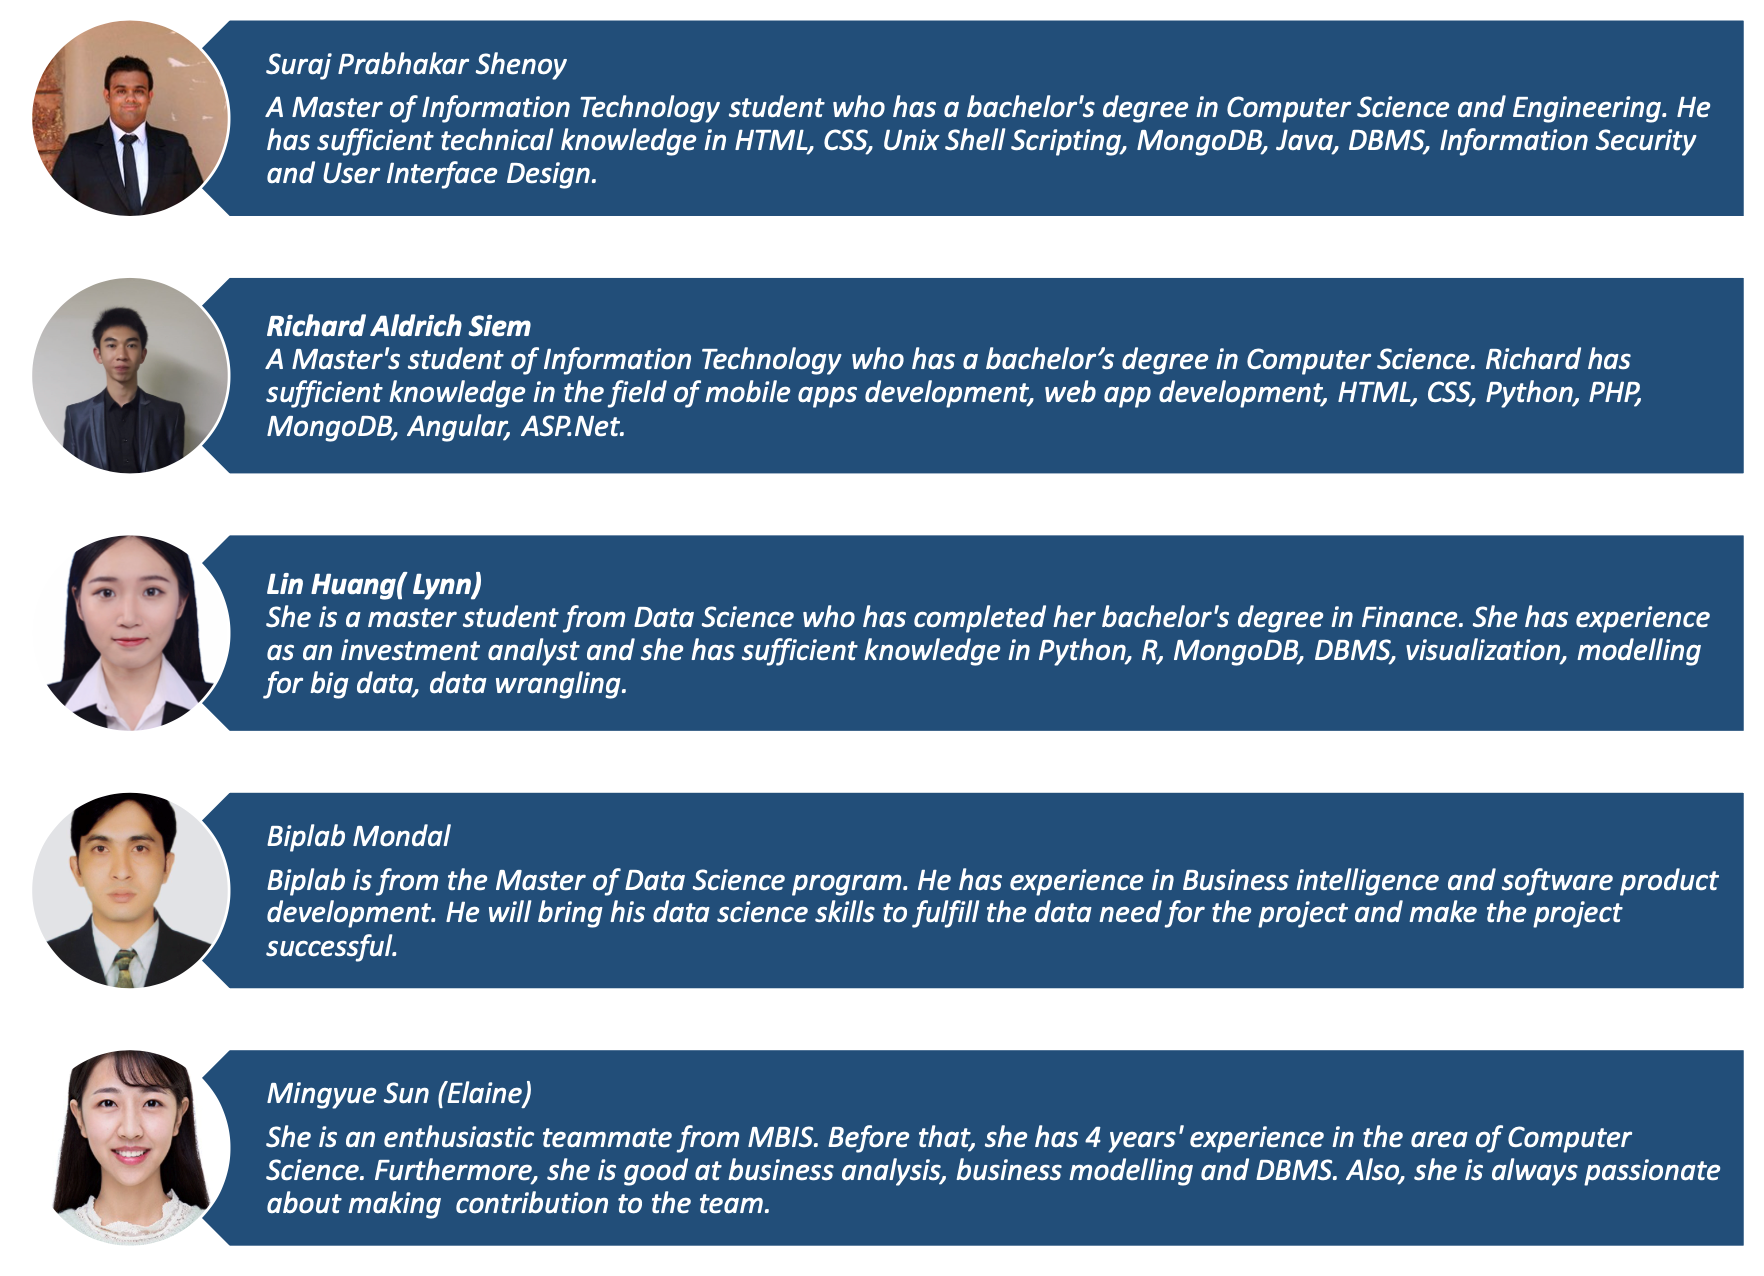 Suraj Prabhakar Shenoy
A Master of Information Technology student who has a bachelor's degree in Computer Science and Engineering. He
has sufficient technical knowledge in HTML, CSS, Unix Shell Scripting, MongoDB, Java, DBMS, Information Security
and User Interface Design.
Richard Aldrich Siem
A Master's student of Information Technology who has a bachelor’s degree in Computer Science. Richard has
sufficient knowledge in the field of mobile apps development, web app development, HTML, CSS, Python, PHP,
MongoDB, Angular, ASP.Net.
Lin Huang( Lynn)
She is a master student from Data Science who has completed her bachelor's degree in Finance. She has experience
as an investment analyst and she has sufficient knowledge in Python, R, MongoDB, DBMS, visualization, modelling
for big data, data wrangling.
Biplab Mondal
Biplab is from the Master of Data Science program. He has experience in Business intelligence and software product
development. He will bring his data science skills to fulfill the data need for the project and make the project
successful.
Mingyue Sun (Elaine)
She is an enthusiastic teammate from MBIS. Before that, she has 4 years' experience in the area of Computer
Science. Furthermore, she is good at business analysis, business modelling and DBMS. Also, she is always passionate
about making  contribution to the team.